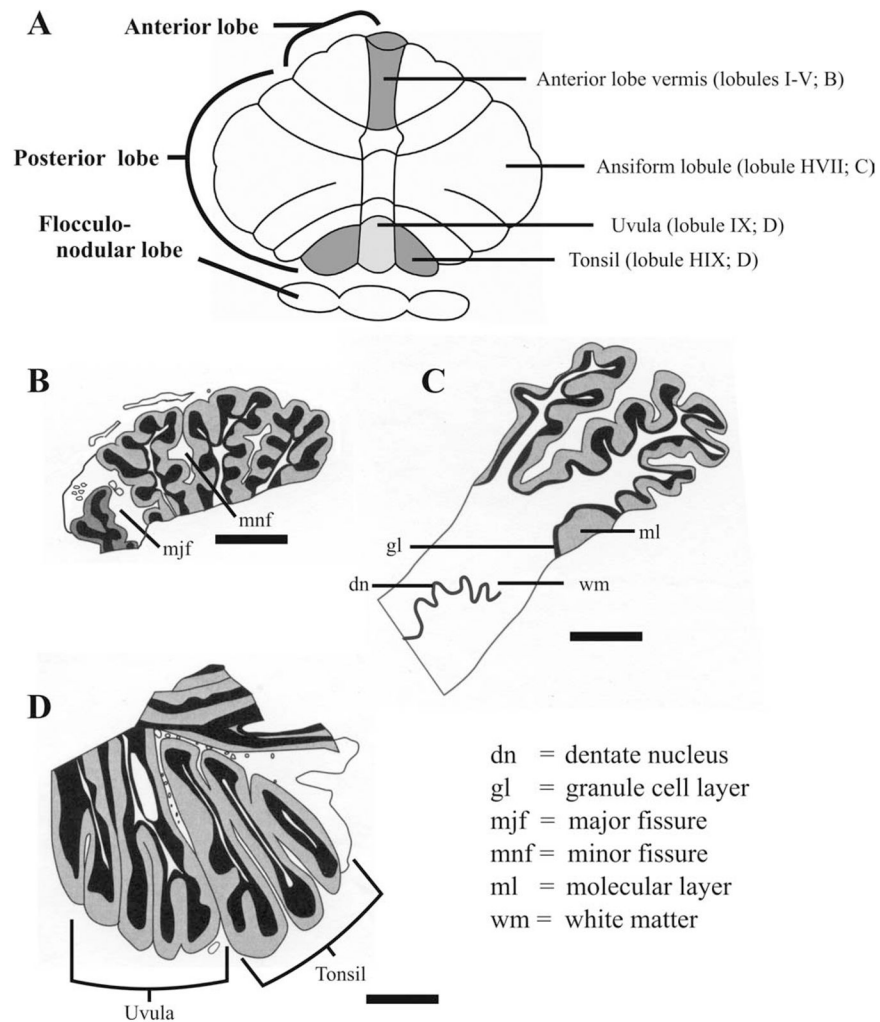 A
Anterior lobe
Anterior lobe vermis (lobules I-V; B)
Posterior lobe
Ansiform lobule (lobule HVII; C)
Flocculo-
nodular lobe
Uvula (lobule IX; D)
Tonsil (lobule HIX; D)
B
mnf
mjf
C
gl
ml
dn
wm
D
Uvula
Tonsil
dn = dentate nucleus
gl = granule cell layer
mjf = major fissure
mnf = minor fissure
ml = molecular layer
wm = white matter